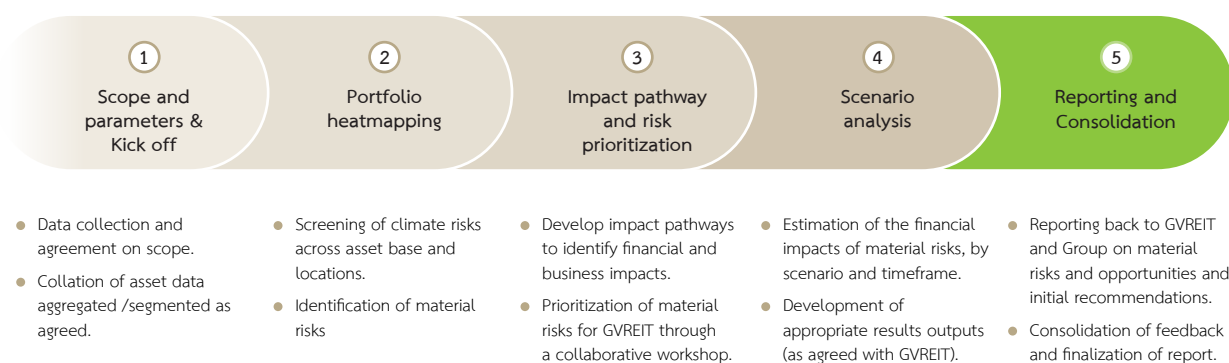 1
Scope and
parameters &
Kick off
2
Portfolio
heatmapping
3
Impact pathway
and risk
prioritization
4
Scenario
analysis
5
Reporting and
Consolidation
Data collection and
agreement on scope.
Collation of asset data
aggregated /segmented as
agreed.
Screening of climate risks
across asset base and
locations.
Identification of material
risks
Develop impact pathways
to identify financial and
business impacts.
Prioritization of material
risks for GVREIT through
a collaborative workshop.
Estimation of the financial
impacts of material risks, by
scenario and timeframe.
Development of
appropriate results outputs
(as agreed with GVREIT).
Reporting back to GVREIT
and Group on material
risks and opportunities and
initial recommendations.
Consolidation of feedback
and finalization of report.